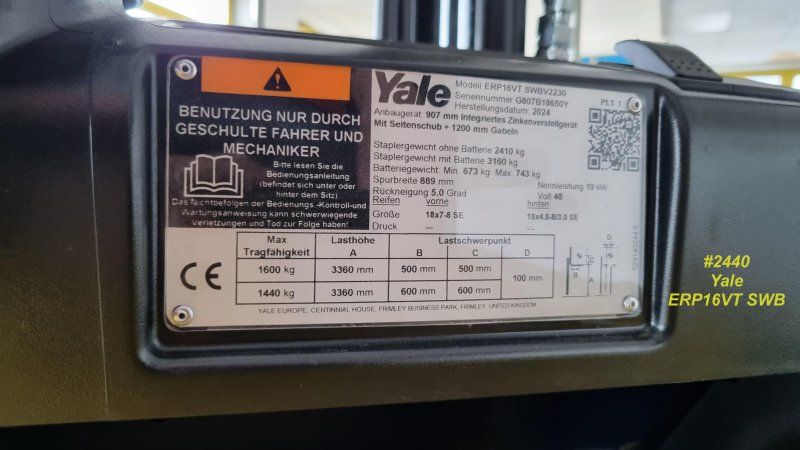 BENUTZUNG NUR DURCH
GESCHULTE FAHRER UND
MECHANIKER
Bitte lesen Sie die
Bedienungsanleitung
(befindet sich unter oder
hinter dem Sitz).
Das Nichtbefolgen der Bedienungs,-Kontroll-und
Wartungsanweisung kann schwerwiegende
Verletzungen und Tod zur Folge haben!
Yale
Modell ERP16VT SWBV2230
Seriennummer G807B18650Y
Herstellungsdatum: 2024
PLT 1
Anbaugerät: 907 mm Integriertes Zinkenverstellgerät
Mit Seitenschub + 1200 mm Gabeln
Staplergewicht ohne Batterie 2410 kg
Staplergewicht mit Batterie 3160 kg
Batteriegewicht: Min. 673 kg Max 743 kg
Spurbreite 889 mm
Nennleistung 10 kW
Rückneigung 5.0 Grad
Volt 48
Reifen vorne hinten
Größe 18x7-8 SE 15x4.5-8/3.0 SE
Druck --- ---
Max Tragfähigkeit Lasthöhe A Lastschwerpunkt B C D
1600 kg 3360 mm 500 mm 500 mm 100 mm
1440 kg 3360 mm 600 mm 600 mm
D
A
B
C
CE
YALE EUROPE, CENTINNIAL HOUSE, FRIMLEY BUSINESS PARK, FRIMLEY, UNITED KINGDOM
#2440
Yale
ERP16VT SWB